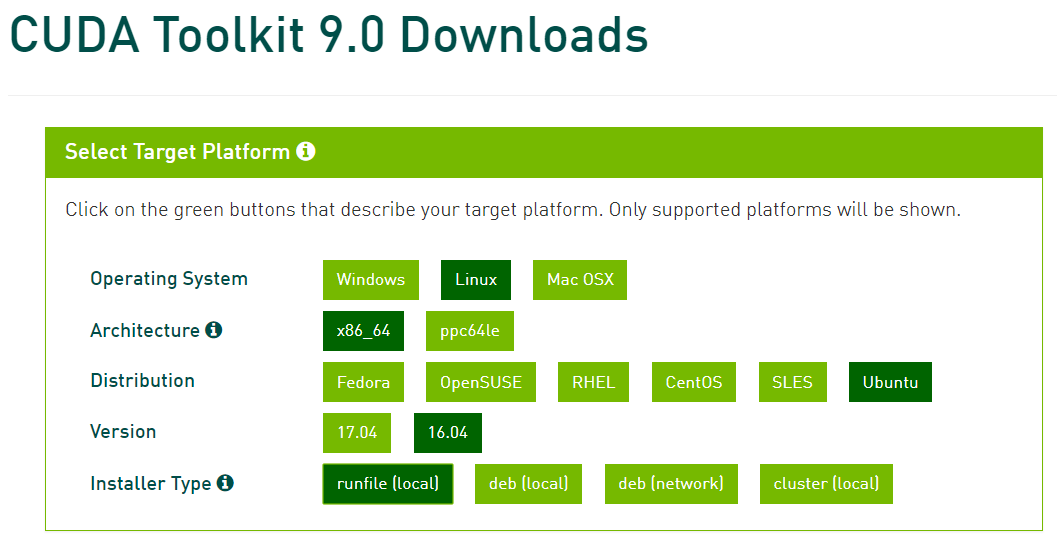 CUDA Toolkit 9.0 Downloads
Select Target Platform
Click on the green buttons that describe your target platform. Only supported platforms will be shown.
Operating System Windows Linux Mac OSX
Architecture x86_64 ppc64le
Distribution Fedora OpenSUSE RHEL CentOS SLES Ubuntu
Version 17.04 16.04
Installer Type runfile (local) deb (local) deb (network) cluster (local)